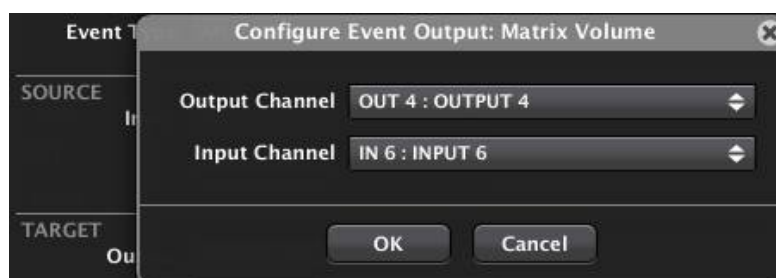 Event T
Configure Event Output: Matrix Volume
SOURCE
Output Channel OUT 4 : OUTPUT 4
Input Channel IN 6 : INPUT 6
TARGET
Ou
OK Cancel